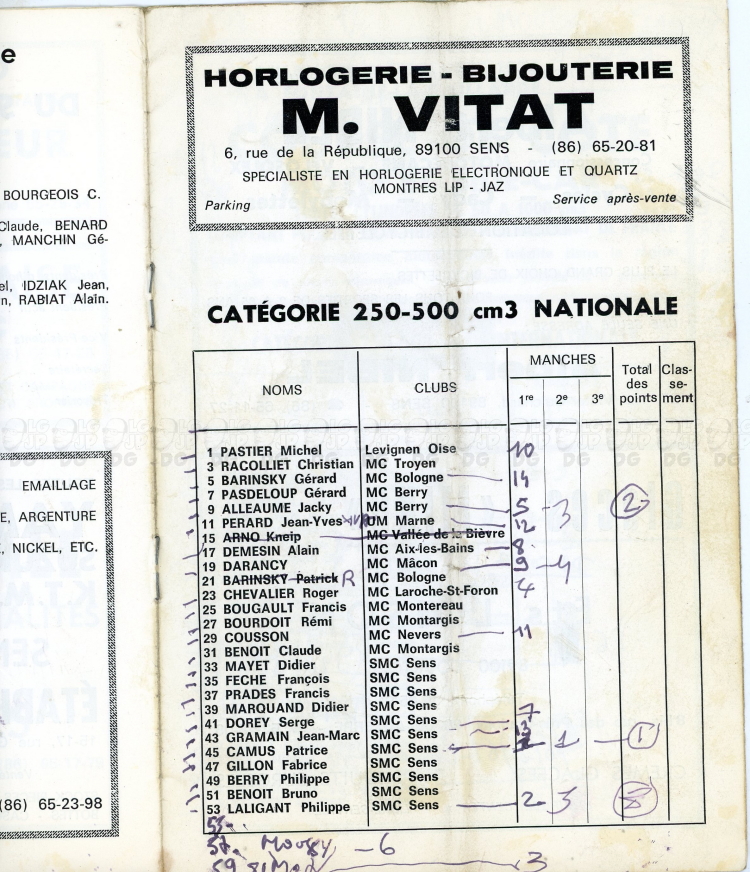 e
BOURGEOIS C.
Claude, BENARD
, MANCHIN Gé-
el, IDZIAK Jean,
n, RABIAT Alain.
EMAILLAGE
E, ARGENTURE
, NICKEL, ETC.
(86) 65-23-98
HORLOGERIE - BIJOUTERIE
M. VITAT
6, rue de la République, 89100 SENS - (86) 65-20-81
SPECIALISTE EN HORLOGERIE ELECTRONIQUE ET QUARTZ
MONTRES LIP - JAZ
Parking Service après-vente
CATÉGORIE 250-500 cm3 NATIONALE
NOMS CLUBS MANCHES 1re 2e 3e Total des points Clas-se-ment
1 PASTIER Michel Levignen Oise 10
3 RACOLLIET Christian MC Troyen
5 BARINSKY Gérard MC Bologne 14
7 PASDELOUP Gérard MC Berry
9 ALLEAUME Jacky MC Berry 5 3 2
11 PERARD Jean-Yves UM Marne 12
15 ARNO Kneip MC Vallée de la Bièvre
17 DEMESIN Alain MC Aix-les-Bains 8
19 DARANCY MC Mâcon 9 4
21 BARINSKY Patrick R MC Bologne
23 CHEVALIER Roger MC Laroche-St-Foron 4
25 BOUGAULT Francis MC Montereau
27 BOURDOIT Rémi MC Montargis
29 COUSSON MC Nevers 11
31 BENOIT Claude MC Montargis
33 MAYET Didier SMC Sens
35 FECHE François SMC Sens
37 PRADES Francis SMC Sens
39 MARQUAND Didier SMC Sens 7
41 DOREY Serge SMC Sens
43 GRAMAIN Jean-Marc SMC Sens 13
45 CAMUS Patrice SMC Sens 1 1 1
47 GILLON Fabrice SMC Sens
49 BERRY Philippe SMC Sens
51 BENOIT Bruno SMC Sens
53 LALIGANT Philippe SMC Sens 2 3
55-
57. 6
59 3